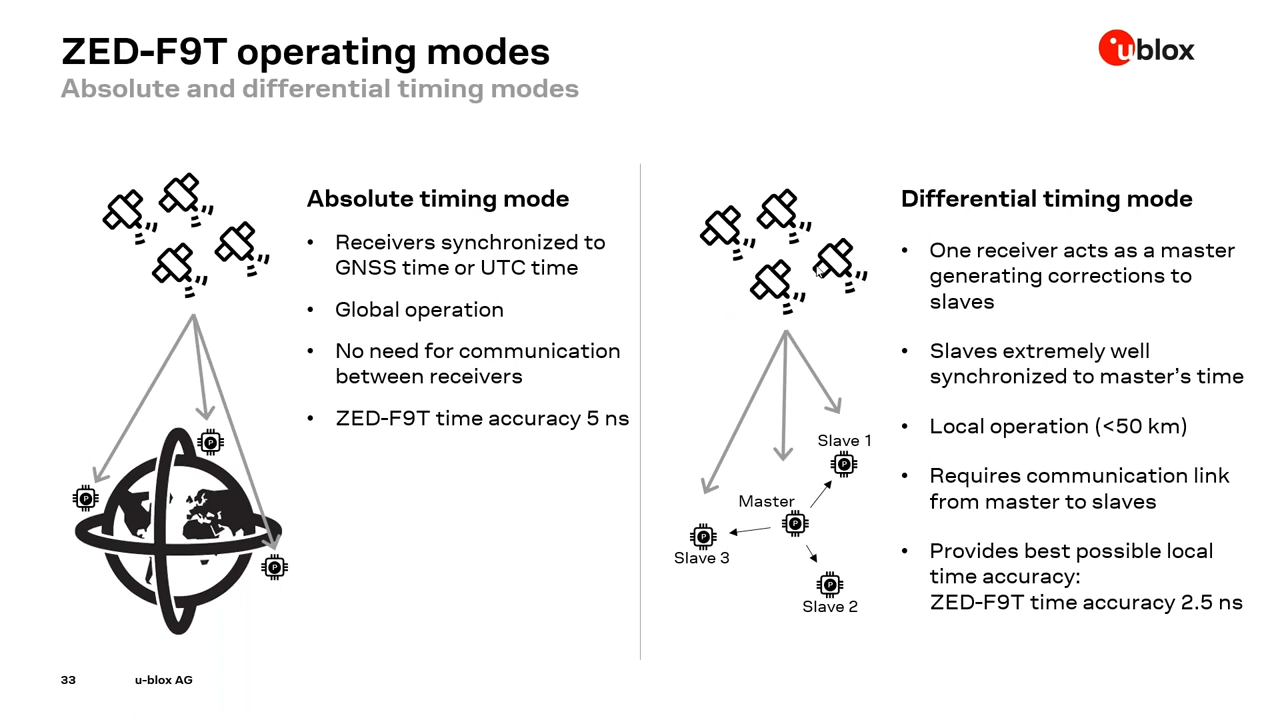 ZED-F9T operating modes
Absolute and differential timing modes
ublox
Absolute timing mode
• Receivers synchronized to
GNSS time or UTC time
• Global operation
• No need for communication
between receivers
• ZED-F9T time accuracy 5 ns
P
P
P
Differential timing mode
• One receiver acts as a master
generating corrections to
slaves
• Slaves extremely well
synchronized to master's time
• Local operation (<50 km)
• Requires communication link
from master to slaves
• Provides best possible local
time accuracy:
ZED-F9T time accuracy 2.5 ns
Slave 1
P
Master
P
P
Slave 3
P
Slave 2
33
u-blox AG